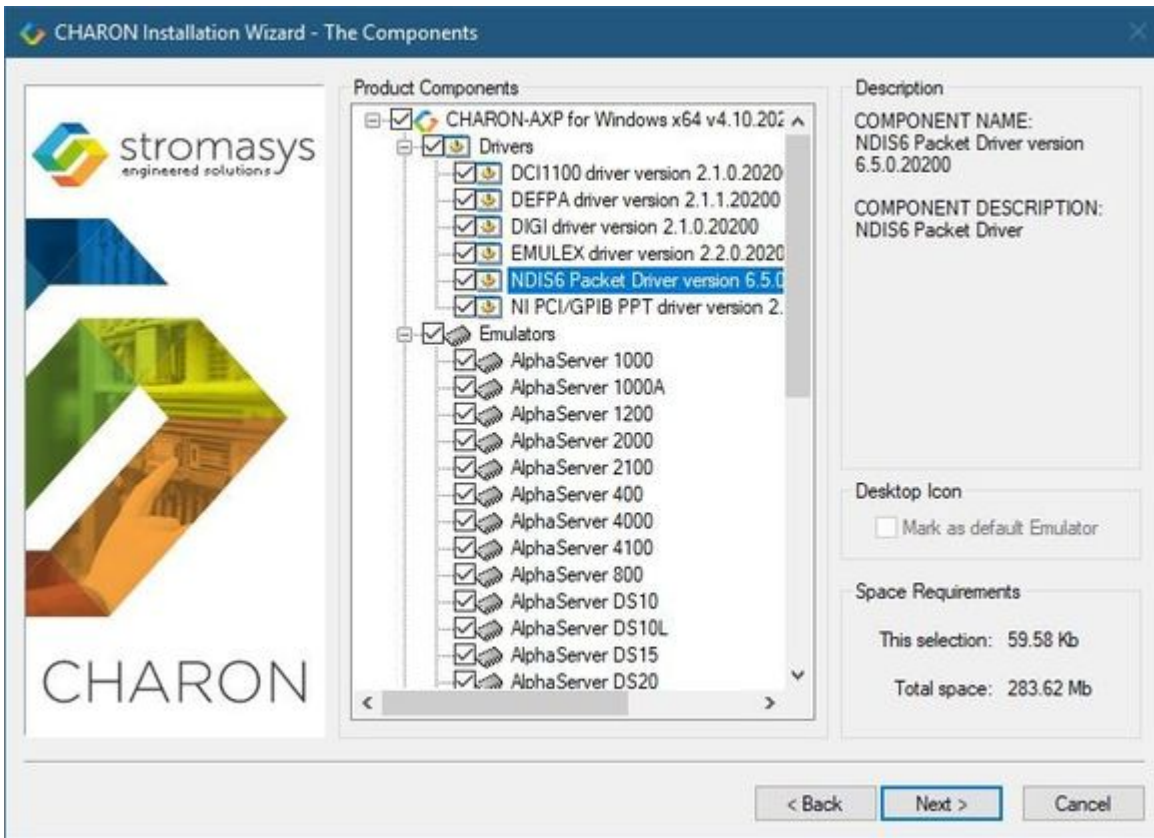 CHARON Installation Wizard - The Components
stromasys
engineered solutions
CHARON
Product Components
CHARON-AXP for Windows x64 v4.10.202
Drivers
DCI1100 driver version 2.1.0.2020
DEFPA driver version 2.1.1.20200
DIGI driver version 2.1.0.20200
EMULEX driver version 2.2.0.2020
NDIS6 Packet Driver version 6.5.0
NI PCI/GPIB PPT driver version 2.
Emulators
AlphaServer 1000
AlphaServer 1000A
AlphaServer 1200
AlphaServer 2000
AlphaServer 2100
AlphaServer 400
AlphaServer 4000
AlphaServer 4100
AlphaServer 800
AlphaServer DS10
AlphaServer DS10L
AlphaServer DS15
AlphaServer DS20
Description
COMPONENT NAME:
NDIS6 Packet Driver version
6.5.0.20200
COMPONENT DESCRIPTION:
NDIS6 Packet Driver
Desktop Icon
Mark as default Emulator
Space Requirements
This selection: 59.58 Kb
Total space: 283.62 Mb
< Back
Next >
Cancel